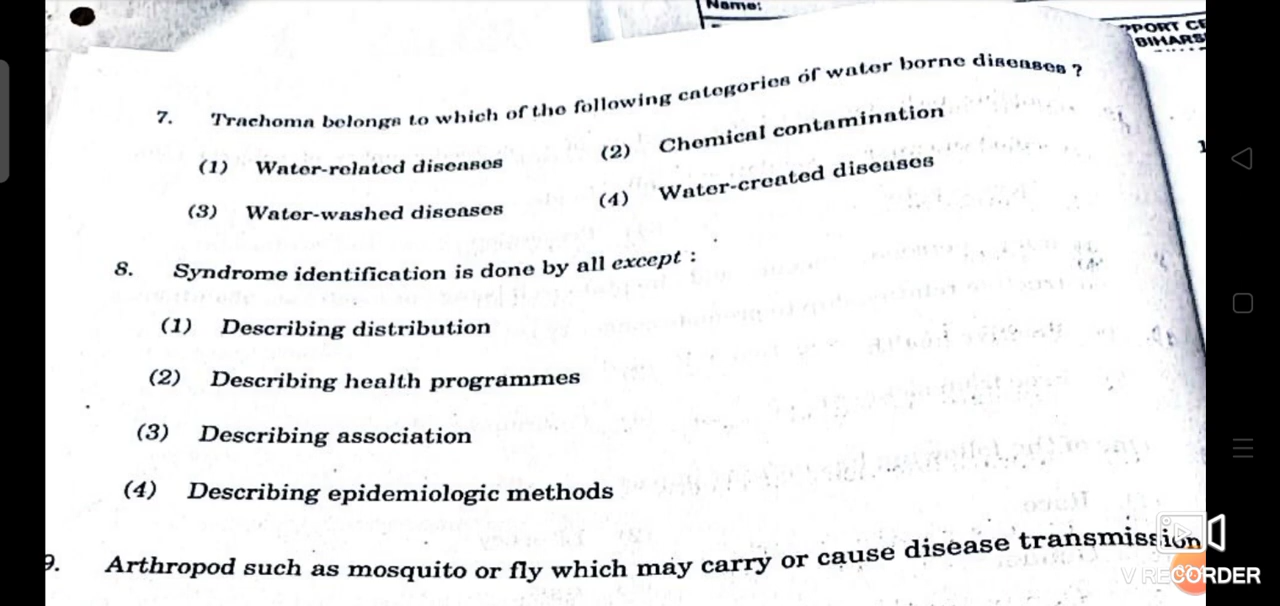 Name:
PORT CE
BIHARS
7. Trachoma belongs to which of the following categories of water borne diseases ?
(1) Water-related diseases
(2) Chemical contamination
(3) Water-washed diseases
(4) Water-created diseases
8. Syndrome identification is done by all except :
(1) Describing distribution
(2) Describing health programmes
(3) Describing association
(4) Describing epidemiologic methods
9. Arthropod such as mosquito or fly which may carry or cause disease transmission
V RECORDER